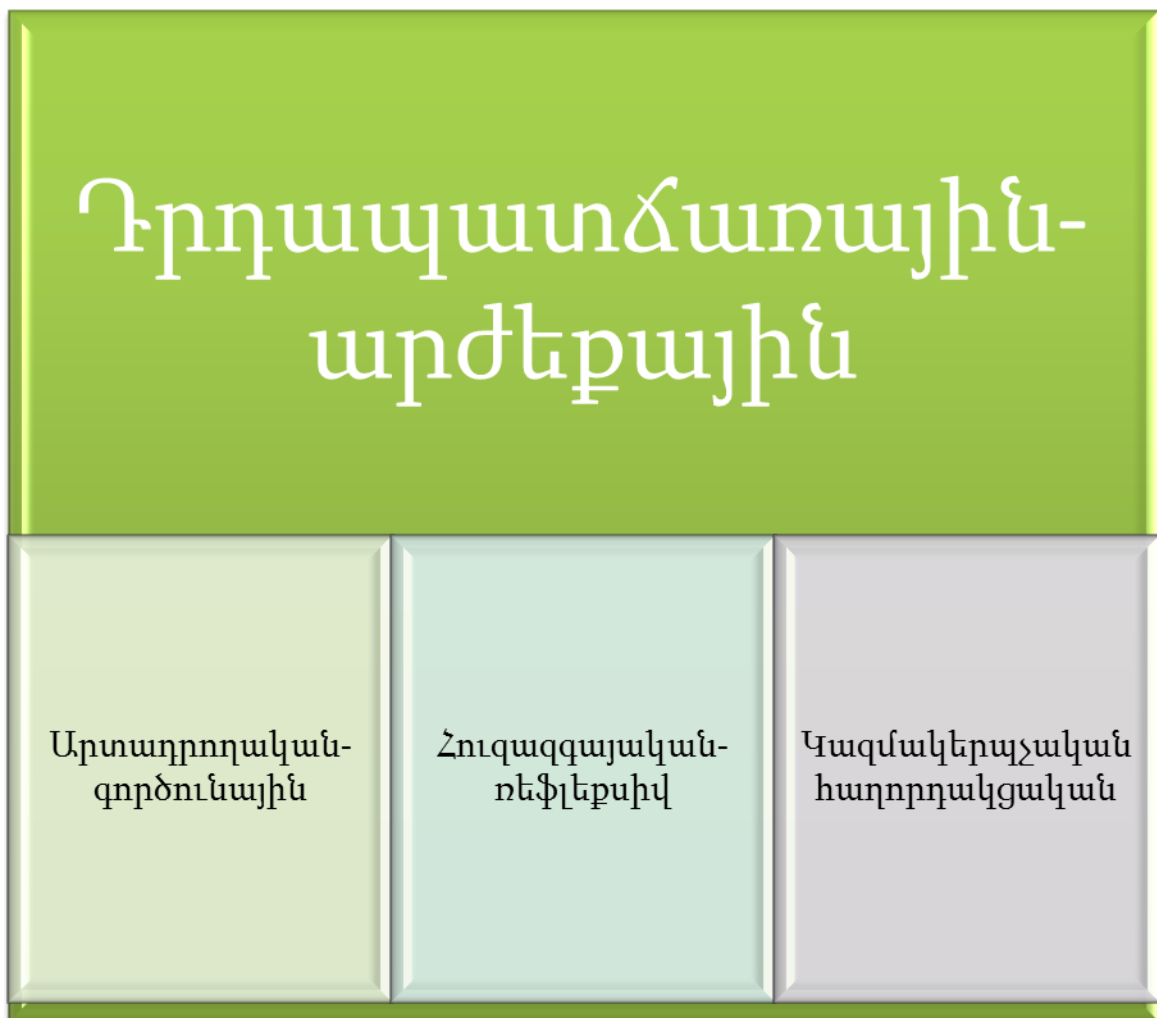 Դրդապատճառային-
արժեքային
Արտադրողական-
գործունային
Հուզազգայական-
ռեֆլեքսիվ
Կազմակերպչական
հաղորդակցական